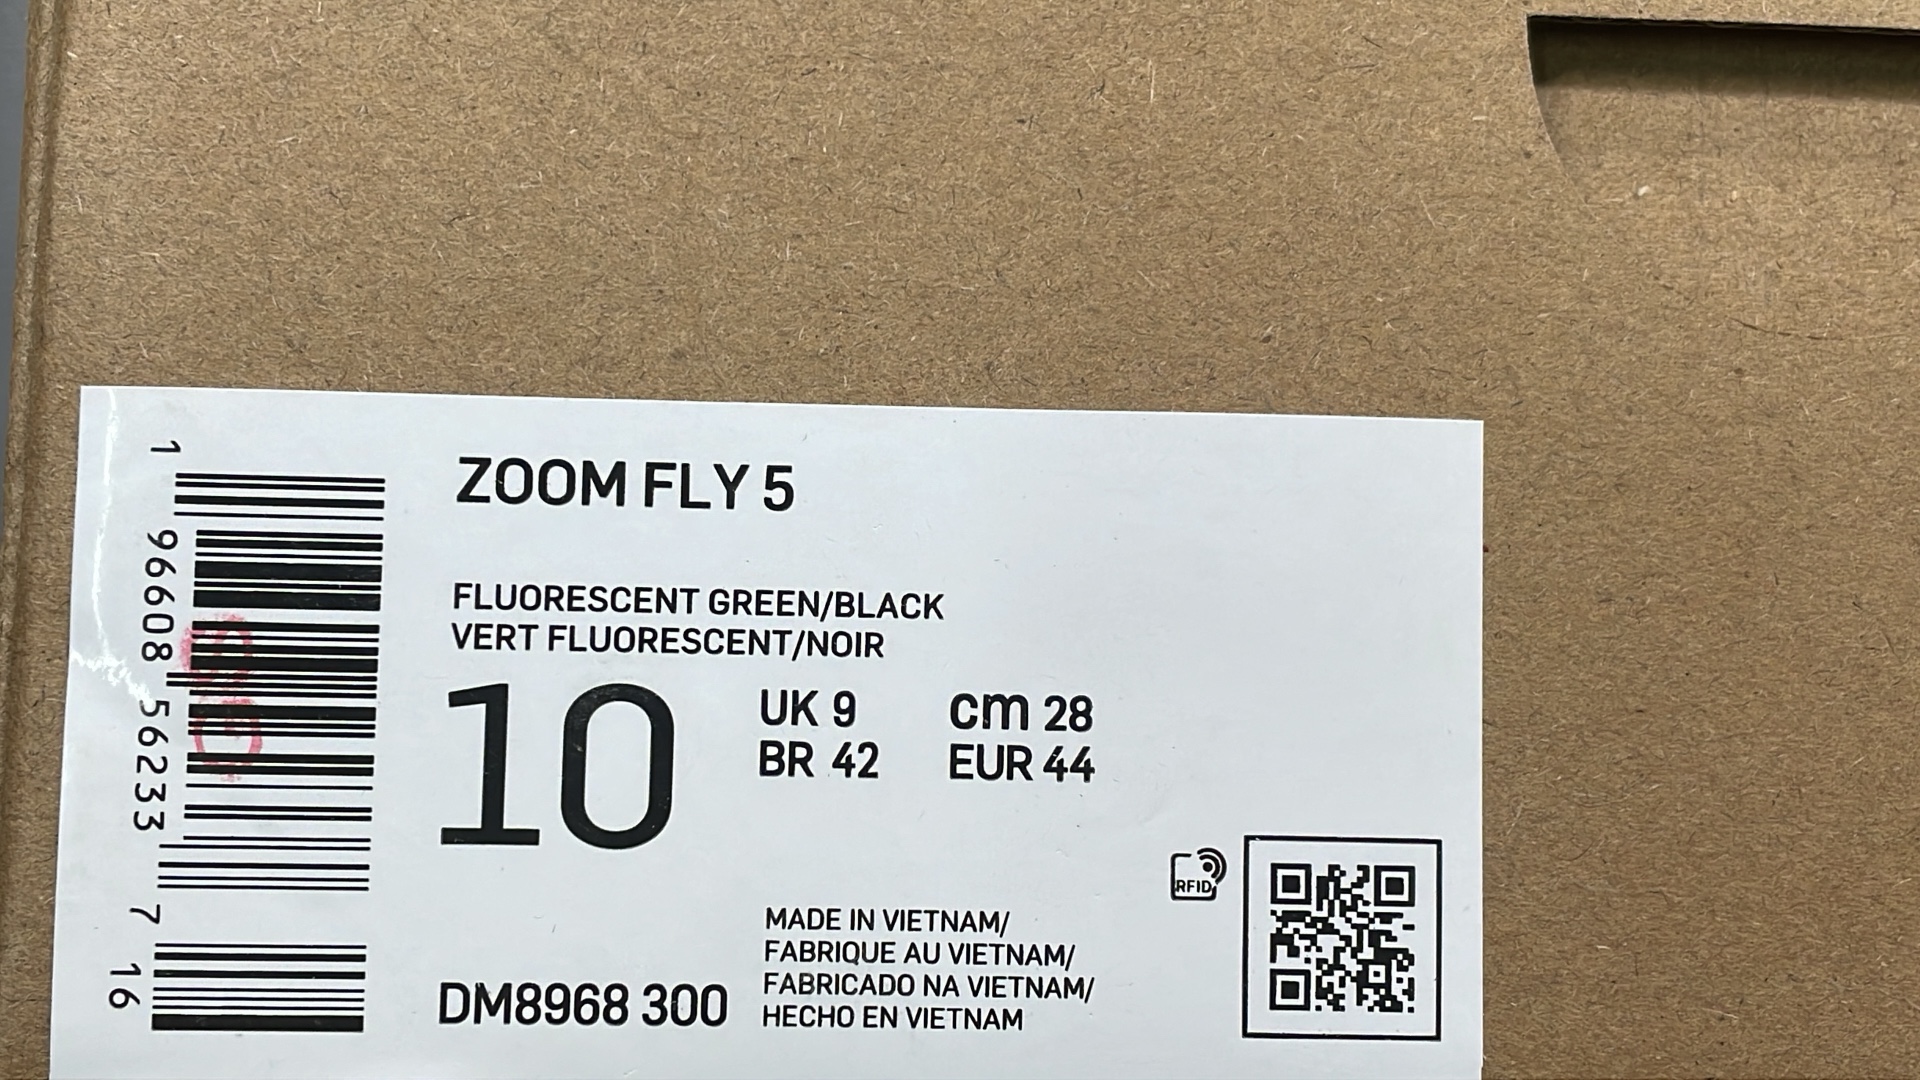 1 96608 56233 7 16
ZOOM FLY 5
FLUORESCENT GREEN/BLACK
VERT FLUORESCENT/NOIR
10
UK 9 cm 28
BR 42 EUR 44
RFID
DM8968 300
MADE IN VIETNAM/
FABRIQUE AU VIETNAM/
FABRICADO NA VIETNAM/
HECHO EN VIETNAM